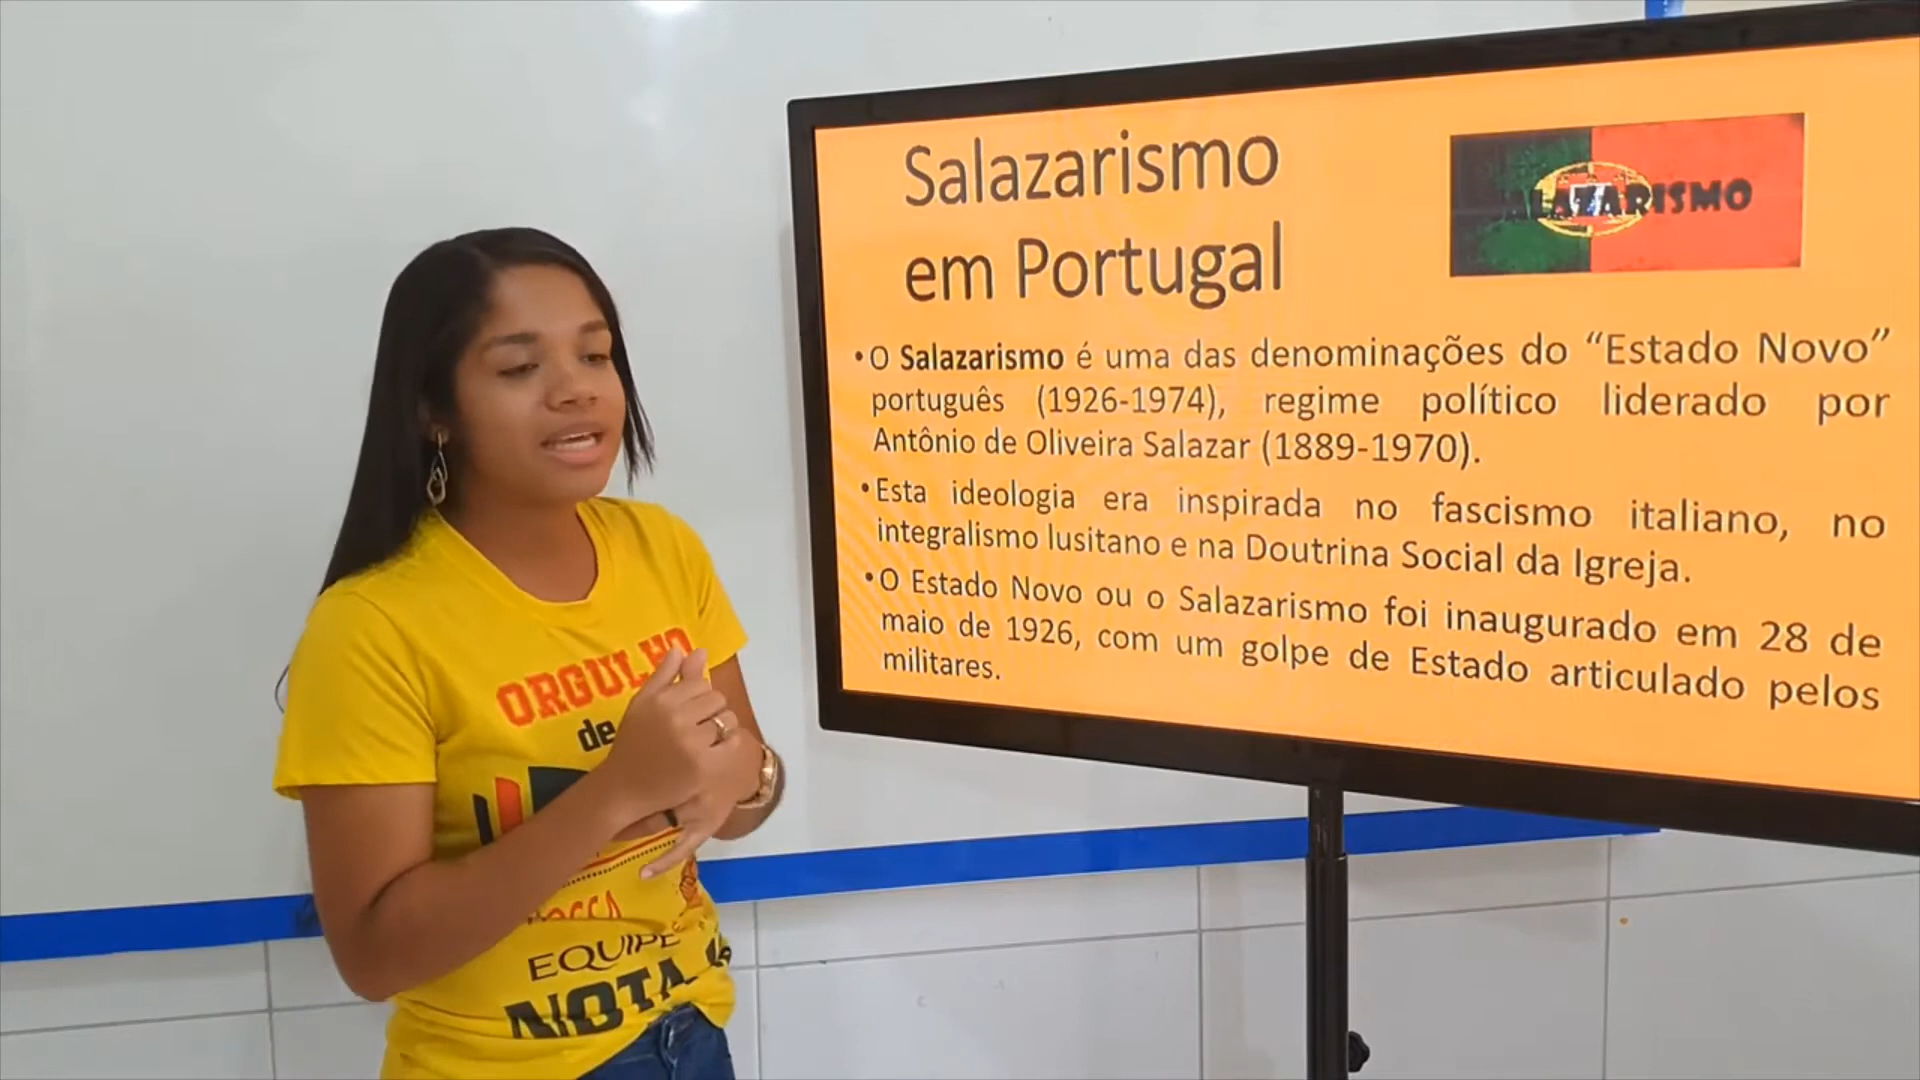 Salazarismo
em Portugal
ALAZARISMO
•O Salazarismo é uma das denominações do “Estado Novo”
português (1926-1974), regime político liderado por
Antônio de Oliveira Salazar (1889-1970).
•Esta ideologia era inspirada no fascismo italiano, no
integralismo lusitano e na Doutrina Social da Igreja.
•O Estado Novo ou o Salazarismo foi inaugurado em 28 de
maio de 1926, com um golpe de Estado articulado pelos
militares.
ORGULHO
de
EQUIPE
NOTA